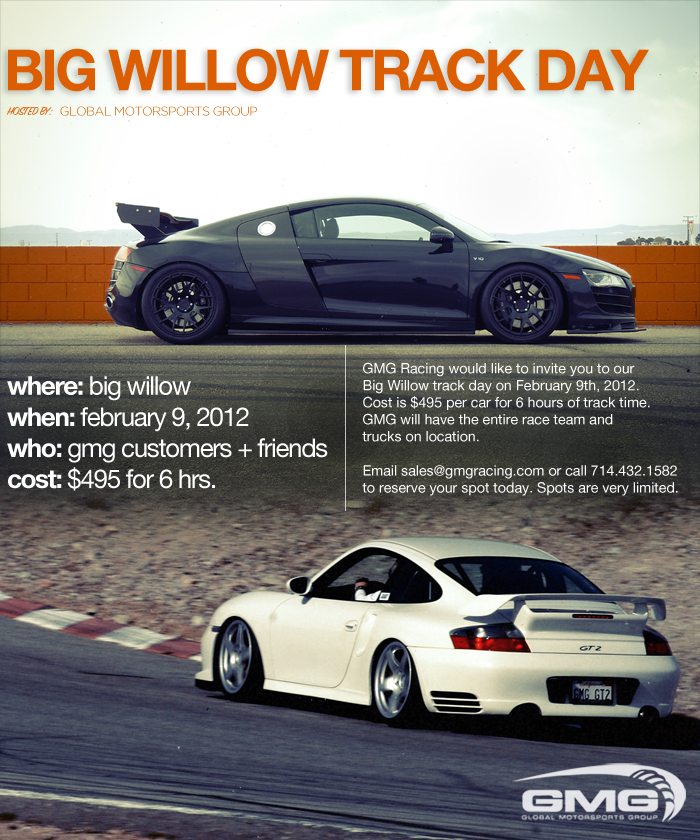 BIG WILLOW TRACK DAY
HOSTED BY: GLOBAL MOTORSPORTS GROUP
V10
where: big willow
when: february 9, 2012
who: gmg customers + friends
cost: $495 for 6 hrs.
GMG Racing would like to invite you to our
Big Willow track day on February 9th, 2012.
Cost is $495 per car for 6 hours of track time.
GMG will have the entire race team and
trucks on location.
Email sales@gmgracing.com or call 714.432.1582
to reserve your spot today. Spots are very limited.
GT2
GMG GT2
GMG
GLOBAL MOTORSPORTS GROUP